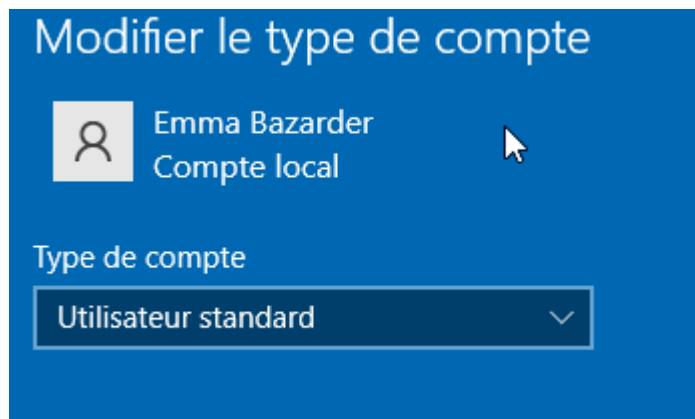 Modifier le type de compte
Emma Bazarder
Compte local
Type de compte
Utilisateur standard